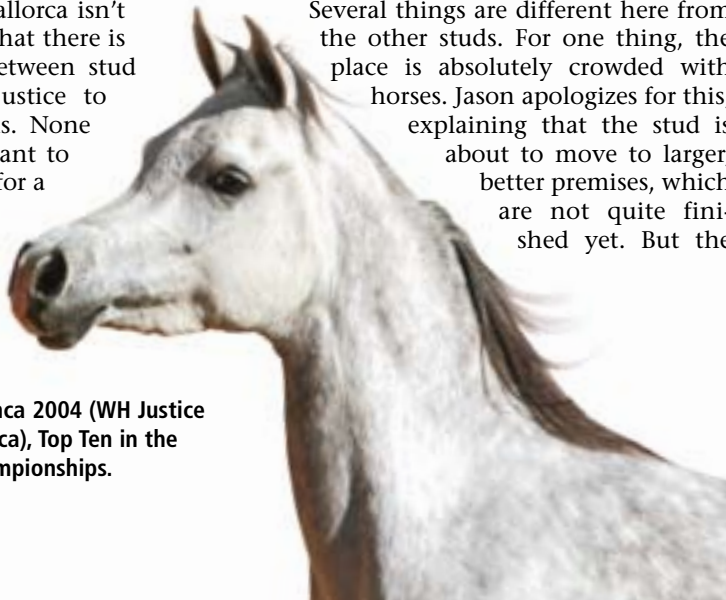 allorca isn't
hat there is
etween stud
ustice to
s. None
ant to
for a
nca 2004 (WH Justice
ca), Top Ten in the
mpionships.
Several things are different here from
the other studs. For one thing, the
place is absolutely crowded with
horses. Jason apologizes for this,
explaining that the stud is
about to move to larger,
better premises, which
are not quite fini-
shed yet. But the